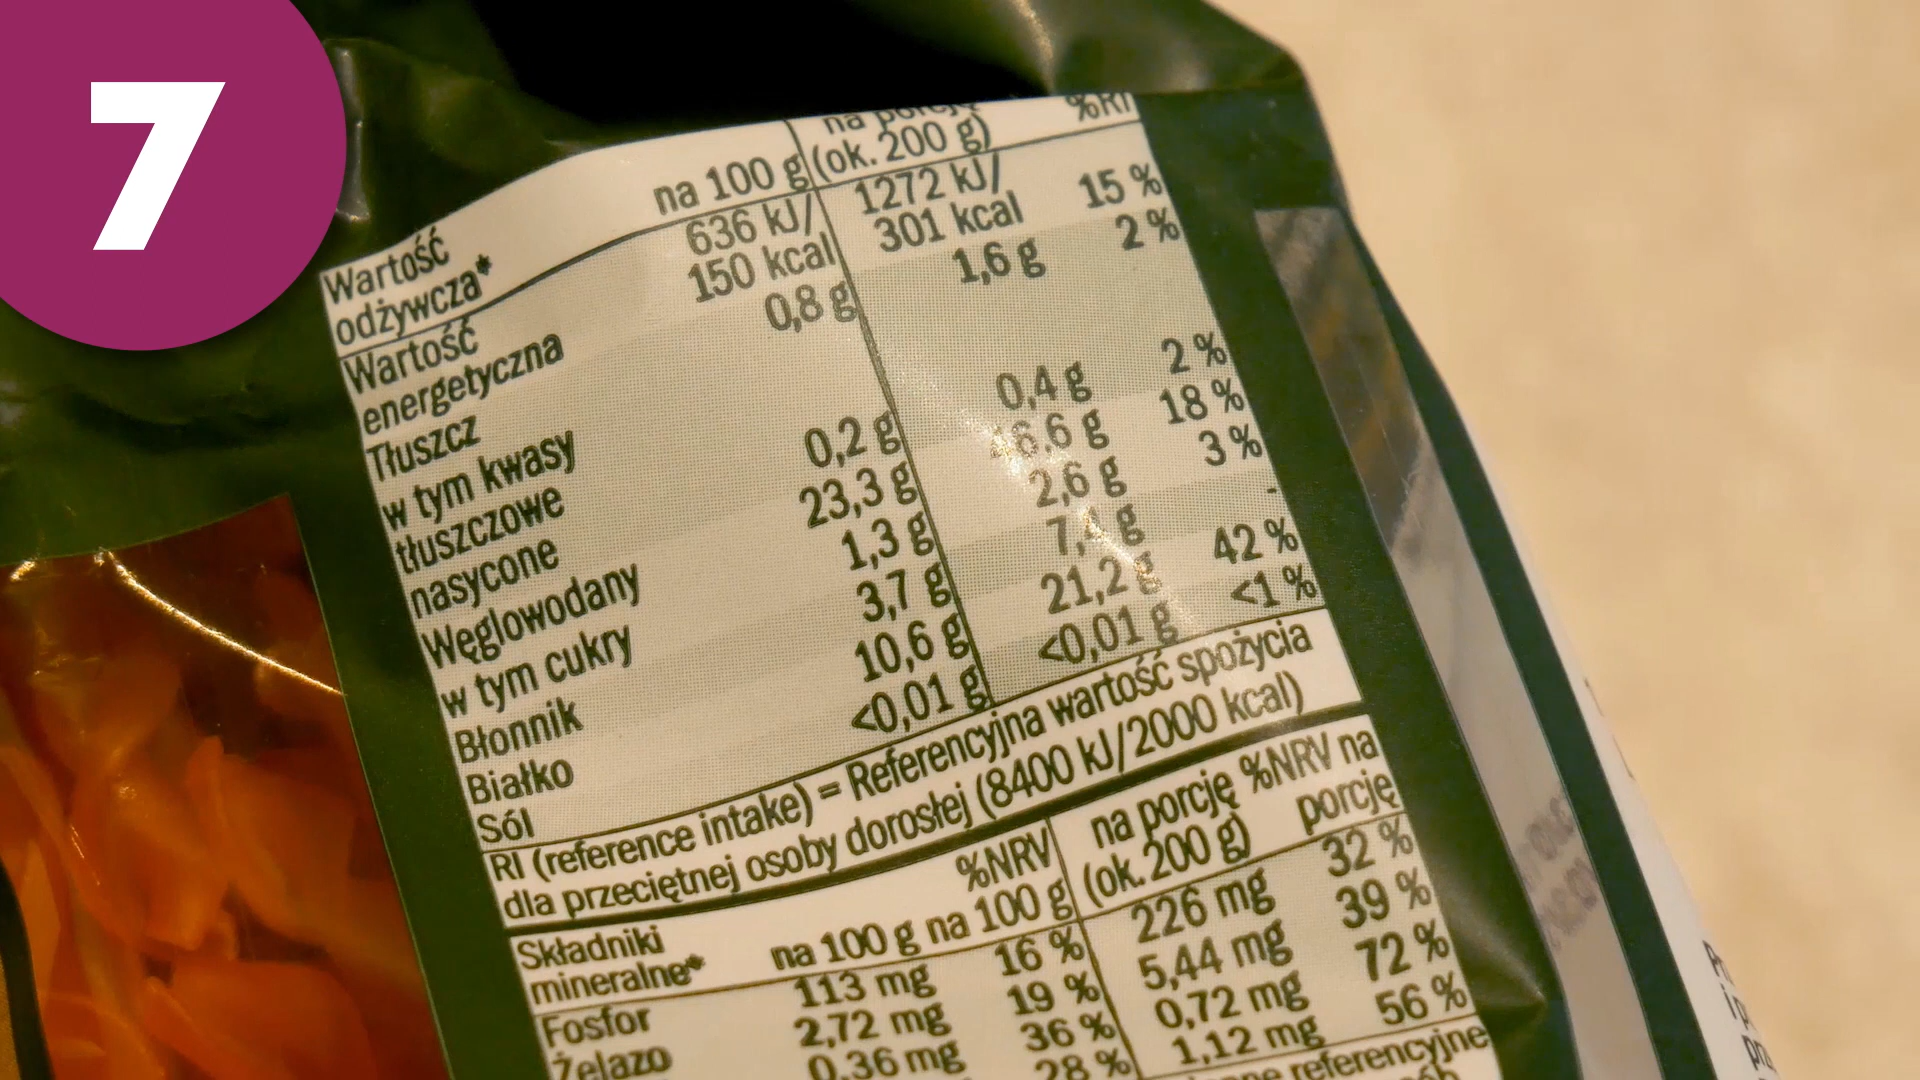 7
na porcję %RI
na 100 g (ok. 200 g)
Wartość
odżywcza*
Wartość 636 kJ/ 1272 kJ/ 15 %
energetyczna 150 kcal 301 kcal
Tłuszcz 0,8 g 1,6 g 2 %
w tym kwasy
tłuszczowe
nasycone 0,2 g 0,4 g 2 %
Węglowodany 23,3 g 46,6 g 18 %
w tym cukry 1,3 g 2,6 g 3 %
Błonnik 3,7 g g -
Białko 10,6 g 21,2 g 42 %
Sól <0,01 g <0,01 g <1 %
RI (reference intake) = Referencyjna wartość spożycia
dla przeciętnej osoby dorosłej (8400 kJ/2000 kcal)
%NRV na porcję %NRV na
Składniki na 100 g na 100 g (ok. 200 g) porcję
mineralne*
Fosfor 113 mg 16 % 226 mg 32 %
Żelazo 2,72 mg 19 % 5,44 mg 39 %
0,36 mg 36 % 0,72 mg 72 %
28 % 1,12 mg 56 %
referencyjne